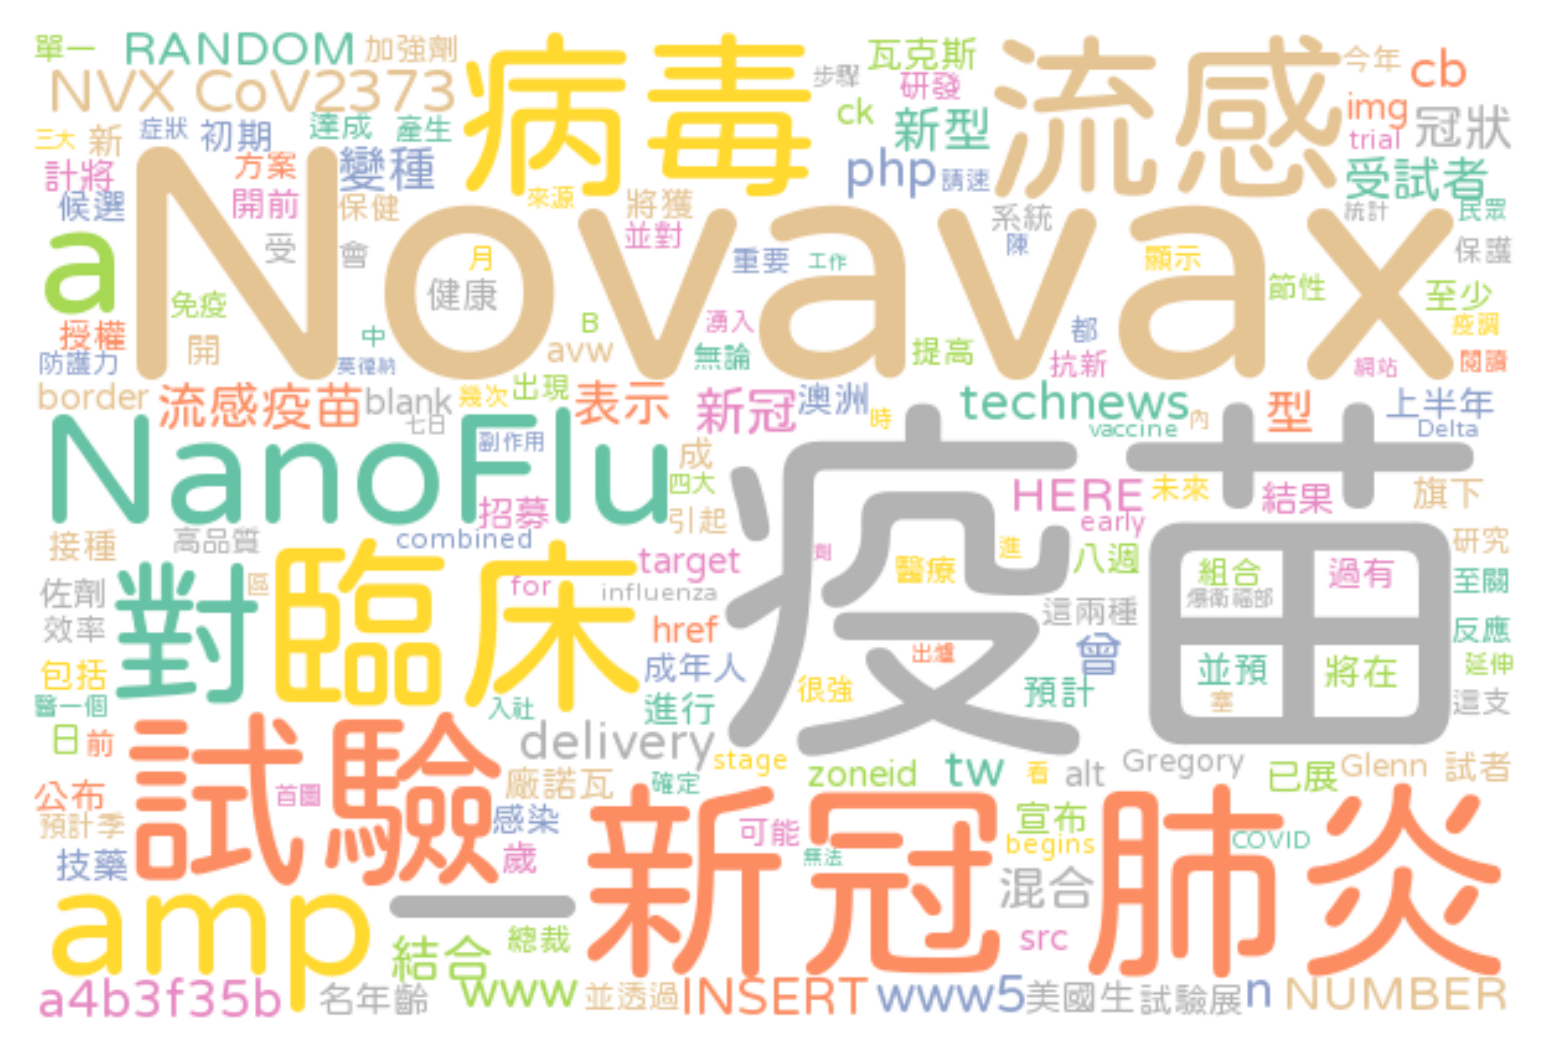 單一 RANDOM 加強劑 病毒 瓦克斯 流感 今年 cb
NVX CoV2373 步驟 研發 img
三大 新 症狀 初期 達成 產生 ck 新型 trial 冠狀
計將 方案 變種 php 請速 受試者
候選 開前 保健 來源 將獲 系統 統計 民眾
a Novavax 受 會 月 並對 陳 保護
健康 重要 工作 顯示 節性 至少
免疫 B 湧入 都 疫調
授權 開 中 avw 無論 提高 抗新 閱讀
防護力 莫德納 網站
border 流感疫苗 blank 幾次 出現 表示 新冠 澳洲 technews 型 上半年
七日 時 vaccine 內 Delta
NanoFlu 副作用 成 疫苗
四大 HERE 未來 結果 旗下
招募 引起 early
接種 高品質 combined 研究
對 臨床 target 劑 醫療 進 八週 組合 過有 至關
佐劑 區 for influenza 這兩種 爆衛福部
效率 href 曾 反應
包括 成年人 出爐 並預 將在 延伸
醫一個 入社 進行 很強 預計 塞 這支
日 前 試驗 delivery stage zoneid tw 看 alt Gregory 已展 Glenn 試者
公布 首圖 廠諾瓦 確定
預計季 感染 新冠 可能 宣布 肺炎 COVID
技藥 歲 無法 begins
amp 一 混合
結合 總裁 src
a4b3f35b 名年齡 www 並透過 INSERT www5 美國生 試驗展 n NUMBER